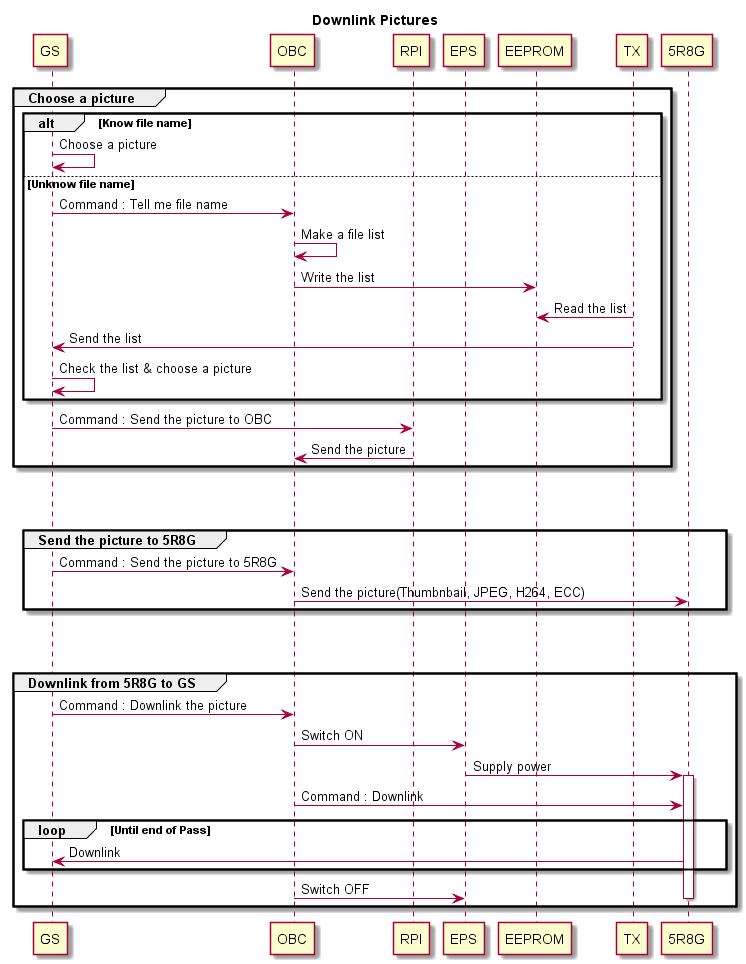 Downlink Pictures
GS OBC RPI EPS EEPROM TX 5R8G
Choose a picture
alt [Know file name]
Choose a picture
[Unknow file name]
Command : Tell me file name
Make a file list
Write the list
Read the list
Send the list
Check the list & choose a picture
Command : Send the picture to OBC
Send the picture
Send the picture to 5R8G
Command : Send the picture to 5R8G
Send the picture(Thumbnbail, JPEG, H264, ECC)
Downlink from 5R8G to GS
Command : Downlink the picture
Switch ON
Supply power
Command : Downlink
loop [Until end of Pass]
Downlink
Switch OFF
GS OBC RPI EPS EEPROM TX 5R8G